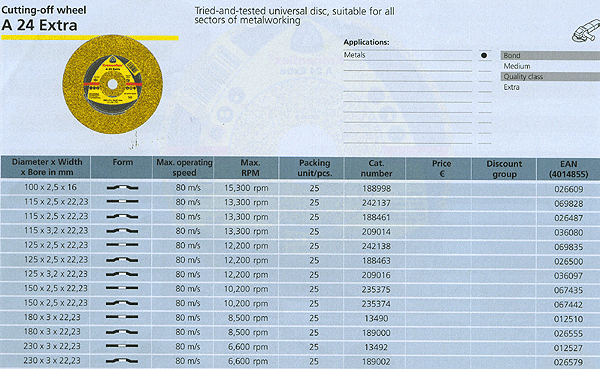 Cutting-off wheel
A 24 Extra
Tried-and-tested universal disc, suitable for all
sectors of metalworking
Applications:
Metals ●
Bond
Medium
Quality class
Extra
A 24 Extra
Diameter x Width x Bore in mm Form Max. operating speed Max. RPM Packing unit/pcs. Cat. number Price € Discount group EAN (4014855)
100 x 2,5 x 16 80 m/s 15,300 rpm 25 188998 026609
115 x 2,5 x 22,23 80 m/s 13,300 rpm 25 242137 069828
115 x 2,5 x 22,23 80 m/s 13,300 rpm 25 188461 026487
115 x 3,2 x 22,23 80 m/s 13,300 rpm 25 209014 036080
125 x 2,5 x 22,23 80 m/s 12,200 rpm 25 242138 069835
125 x 2,5 x 22,23 80 m/s 12,200 rpm 25 188463 026500
125 x 3,2 x 22,23 80 m/s 12,200 rpm 25 209016 036097
150 x 2,5 x 22,23 80 m/s 10,200 rpm 25 235375 067435
150 x 2,5 x 22,23 80 m/s 10,200 rpm 25 235374 067442
180 x 3 x 22,23 80 m/s 8,500 rpm 25 13490 012510
180 x 3 x 22,23 80 m/s 8,500 rpm 25 189000 026555
230 x 3 x 22,23 80 m/s 6,600 rpm 25 13492 012527
230 x 3 x 22,23 80 m/s 6,600 rpm 25 189002 026579